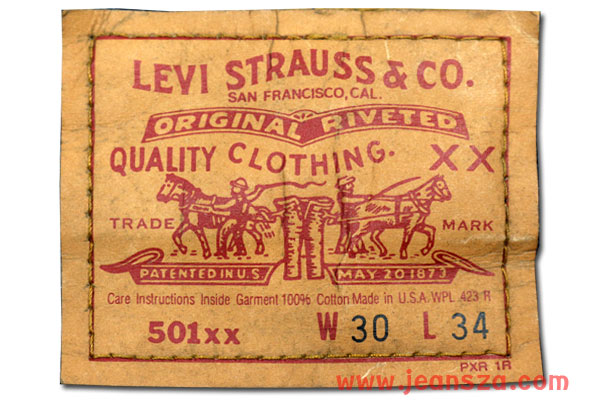 LEVI STRAUSS & CO.
SAN FRANCISCO, CAL.
ORIGINAL RIVETED
QUALITY CLOTHING. XX
TRADE MARK
PATENTED IN U.S. MAY 20 1873
Care Instructions Inside Garment 100% Cotton Made in U.S.A. WPL 423 R
501xx W 30 L 34
PXR 1R
www.jeansza.com